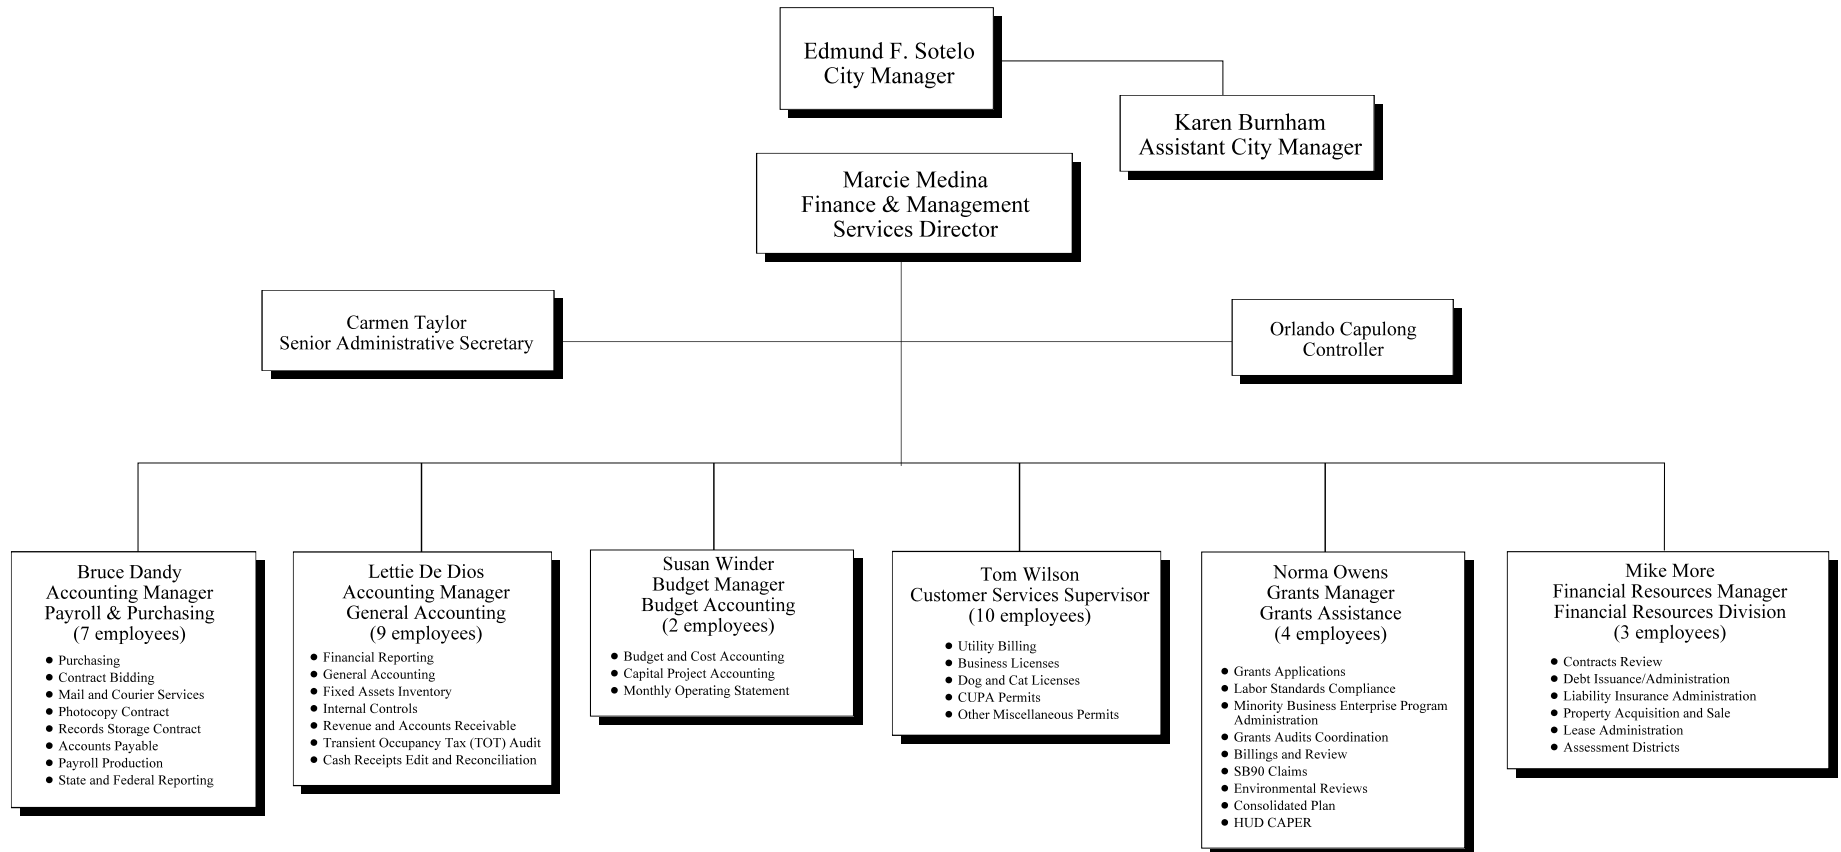 Edmund F. Sotelo
City Manager
Karen Burnham
Assistant City Manager
Marcie Medina
Finance & Management
Services Director
Carmen Taylor
Senior Administrative Secretary
Orlando Capulong
Controller
Bruce Dandy
Accounting Manager
Payroll & Purchasing
(7 employees)
● Purchasing
● Contract Bidding
● Mail and Courier Services
● Photocopy Contract
● Records Storage Contract
● Accounts Payable
● Payroll Production
● State and Federal Reporting
Lettie De Dios
Accounting Manager
General Accounting
(9 employees)
● Financial Reporting
● General Accounting
● Fixed Assets Inventory
● Internal Controls
● Revenue and Accounts Receivable
● Transient Occupancy Tax (TOT) Audit
● Cash Receipts Edit and Reconciliation
Susan Winder
Budget Manager
Budget Accounting
(2 employees)
● Budget and Cost Accounting
● Capital Project Accounting
● Monthly Operating Statement
Tom Wilson
Customer Services Supervisor
(10 employees)
● Utility Billing
● Business Licenses
● Dog and Cat Licenses
● CUPA Permits
● Other Miscellaneous Permits
Norma Owens
Grants Manager
Grants Assistance
(4 employees)
● Grants Applications
● Labor Standards Compliance
● Minority Business Enterprise Program
Administration
● Grants Audits Coordination
● Billings and Review
● SB90 Claims
● Environmental Reviews
● Consolidated Plan
● HUD CAPER
Mike More
Financial Resources Manager
Financial Resources Division
(3 employees)
● Contracts Review
● Debt Issuance/Administration
● Liability Insurance Administration
● Property Acquisition and Sale
● Lease Administration
● Assessment Districts